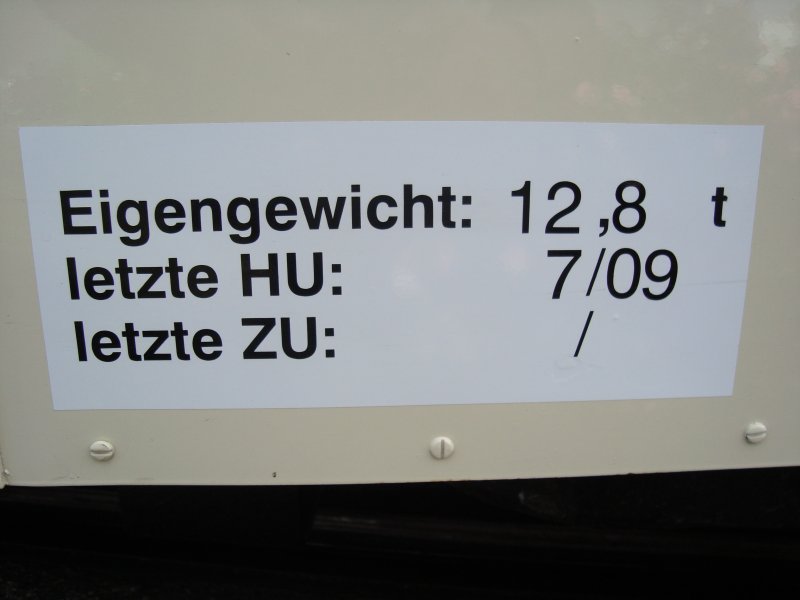 Eigengewicht: 12,8 t
letzte HU: 7/09
letzte ZU: /